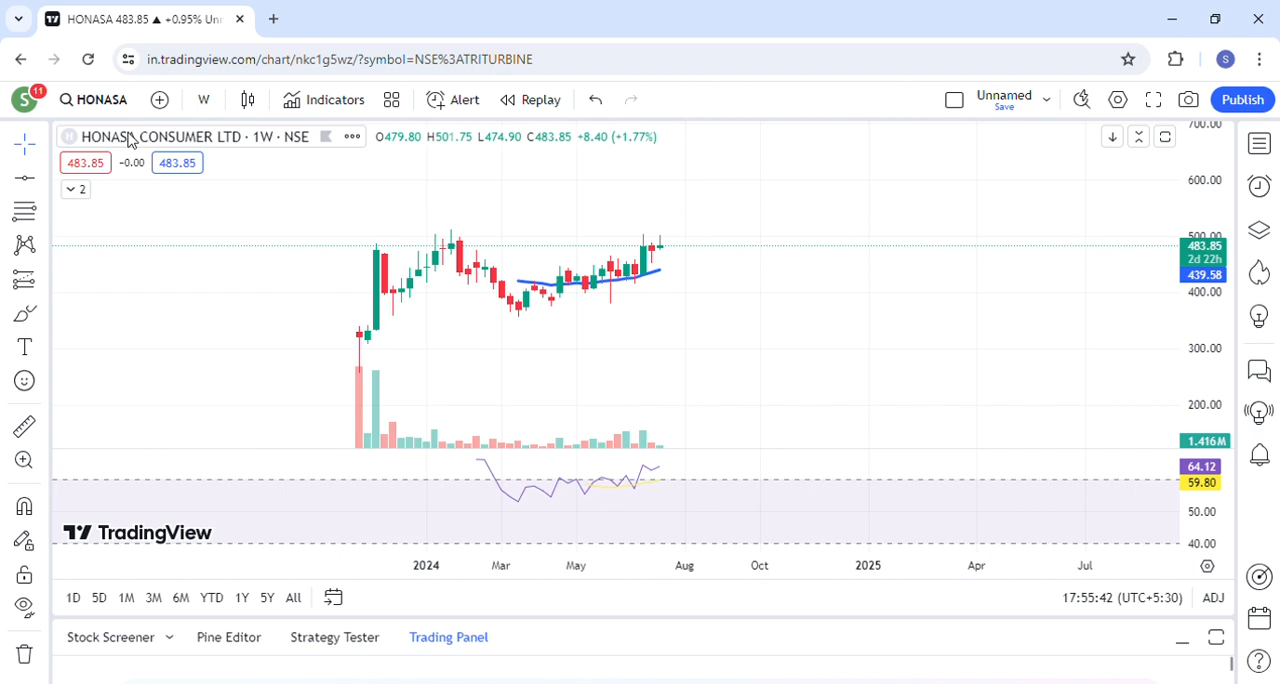 HONASA 483.85 ▲ +0.95% Un
in.tradingview.com/chart/nkc1g5wz/?symbol=NSE%3ATRITURBINE
S
S 11 HONASA W Indicators Alert Replay Unnamed Save Publish
H HONASA CONSUMER LTD · 1W · NSE O479.80 H501.75 L474.90 C483.85 +8.40 (+1.77%)
483.85 −0.00 483.85
2
700.00
600.00
500.00
483.85
2d 22h
439.58
400.00
300.00
200.00
1.416M
64.12
59.80
50.00
40.00
TradingView
2024 Mar May Aug Oct 2025 Apr Jul
1D 5D 1M 3M 6M YTD 1Y 5Y All 17:55:42 (UTC+5:30) ADJ
Stock Screener Pine Editor Strategy Tester Trading Panel